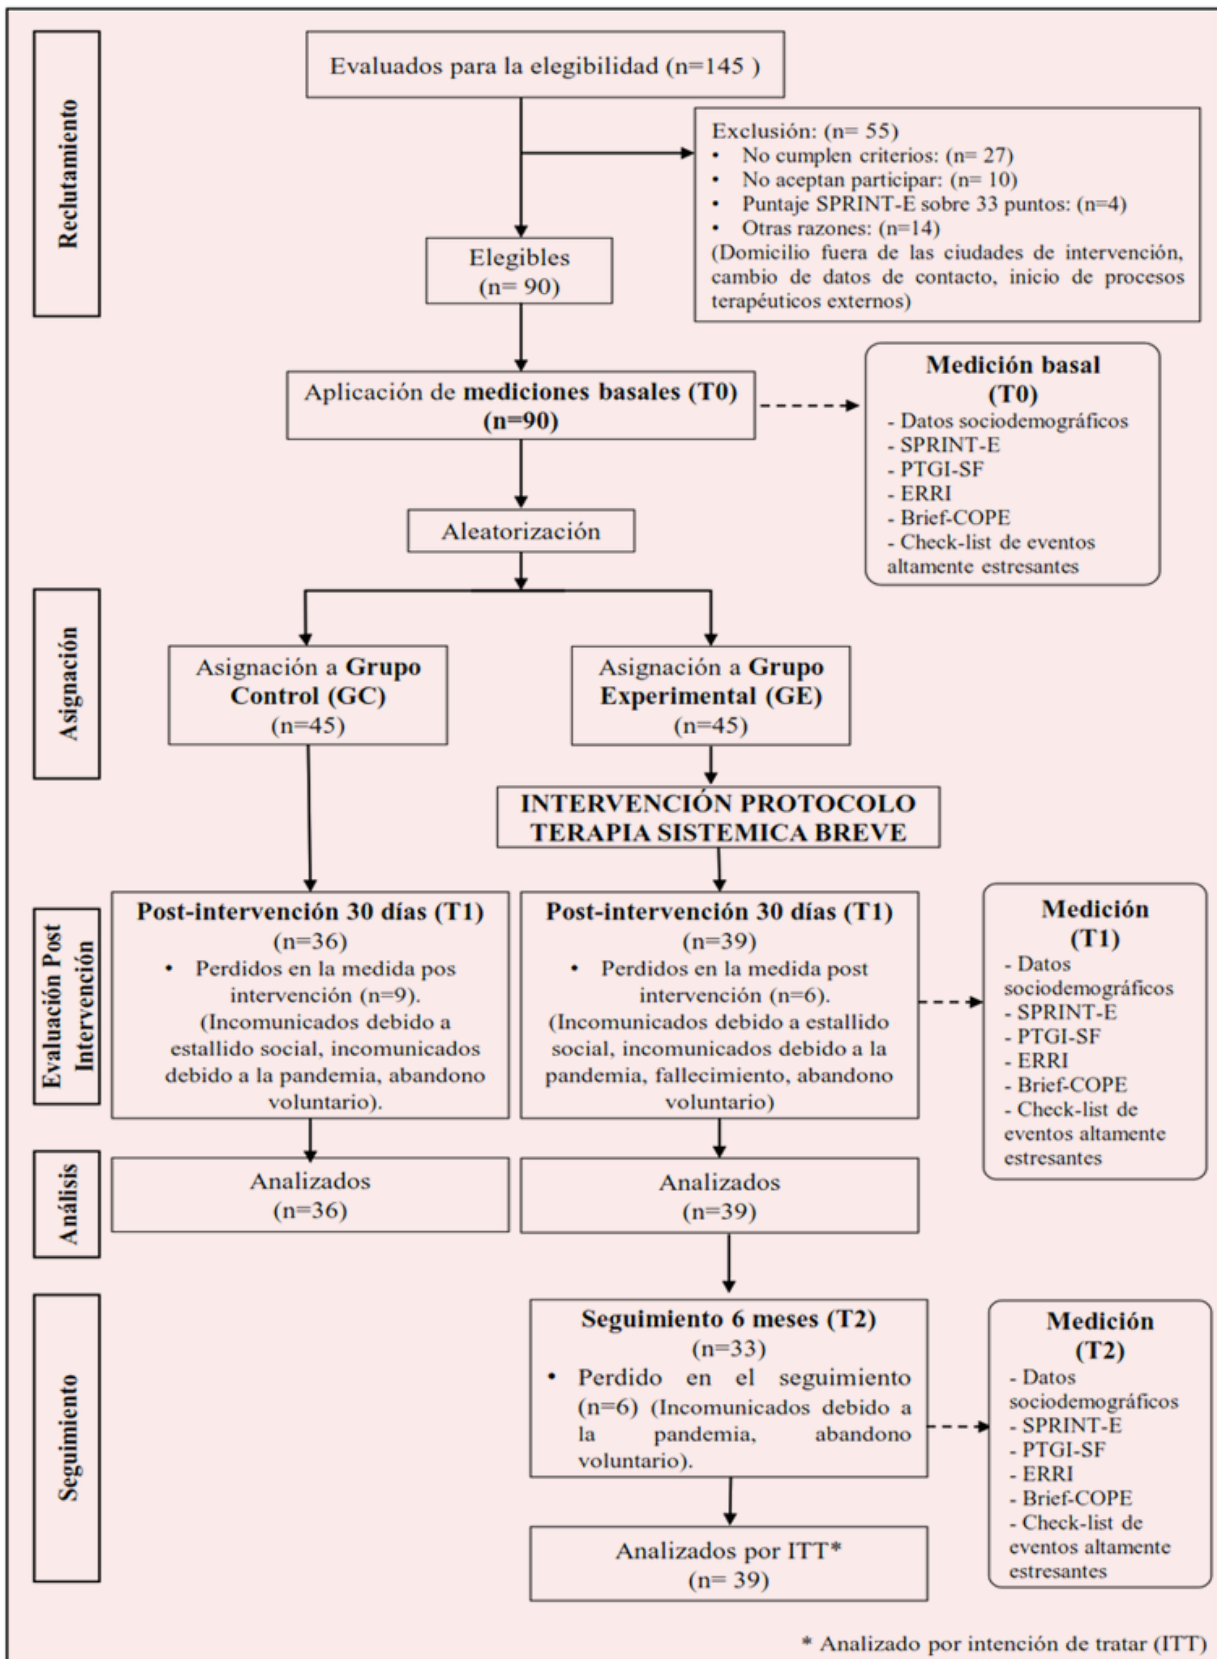 Reclutamiento
Evaluados para la elegibilidad (n=145 )
Exclusión: (n= 55)
• No cumplen criterios: (n= 27)
• No aceptan participar: (n= 10)
• Puntaje SPRINT-E sobre 33 puntos: (n=4)
• Otras razones: (n=14)
(Domicilio fuera de las ciudades de intervención,
cambio de datos de contacto, inicio de procesos
terapéuticos externos)
Elegibles
(n= 90)
Aplicación de mediciones basales (T0)
(n=90)
Medición basal
(T0)
- Datos sociodemográficos
- SPRINT-E
- PTGI-SF
- ERRI
- Brief-COPE
- Check-list de eventos
altamente estresantes
Aleatorización
Asignación
Asignación a Grupo
Control (GC)
(n=45)
Asignación a Grupo
Experimental (GE)
(n=45)
INTERVENCIÓN PROTOCOLO
TERAPIA SISTEMICA BREVE
Evaluación Post
Intervención
Post-intervención 30 días (T1)
(n=36)
• Perdidos en la medida pos
intervención (n=9).
(Incomunicados debido a
estallido social, incomunicados
debido a la pandemia, abandono
voluntario).
Post-intervención 30 días (T1)
(n=39)
• Perdidos en la medida post
intervención (n=6).
(Incomunicados debido a estallido
social, incomunicados debido a la
pandemia, fallecimiento, abandono
voluntario)
Medición
(T1)
- Datos
sociodemográficos
- SPRINT-E
- PTGI-SF
- ERRI
- Brief-COPE
- Check-list de
eventos altamente
estresantes
Análisis
Analizados
(n=36)
Analizados
(n=39)
Seguimiento
Seguimiento 6 meses (T2)
(n=33)
• Perdido en el seguimiento
(n=6) (Incomunicados debido a
la pandemia, abandono
voluntario).
Medición
(T2)
- Datos
sociodemográficos
- SPRINT-E
- PTGI-SF
- ERRI
- Brief-COPE
- Check-list de
eventos altamente
estresantes
Analizados por ITT*
(n= 39)
* Analizado por intención de tratar (ITT)